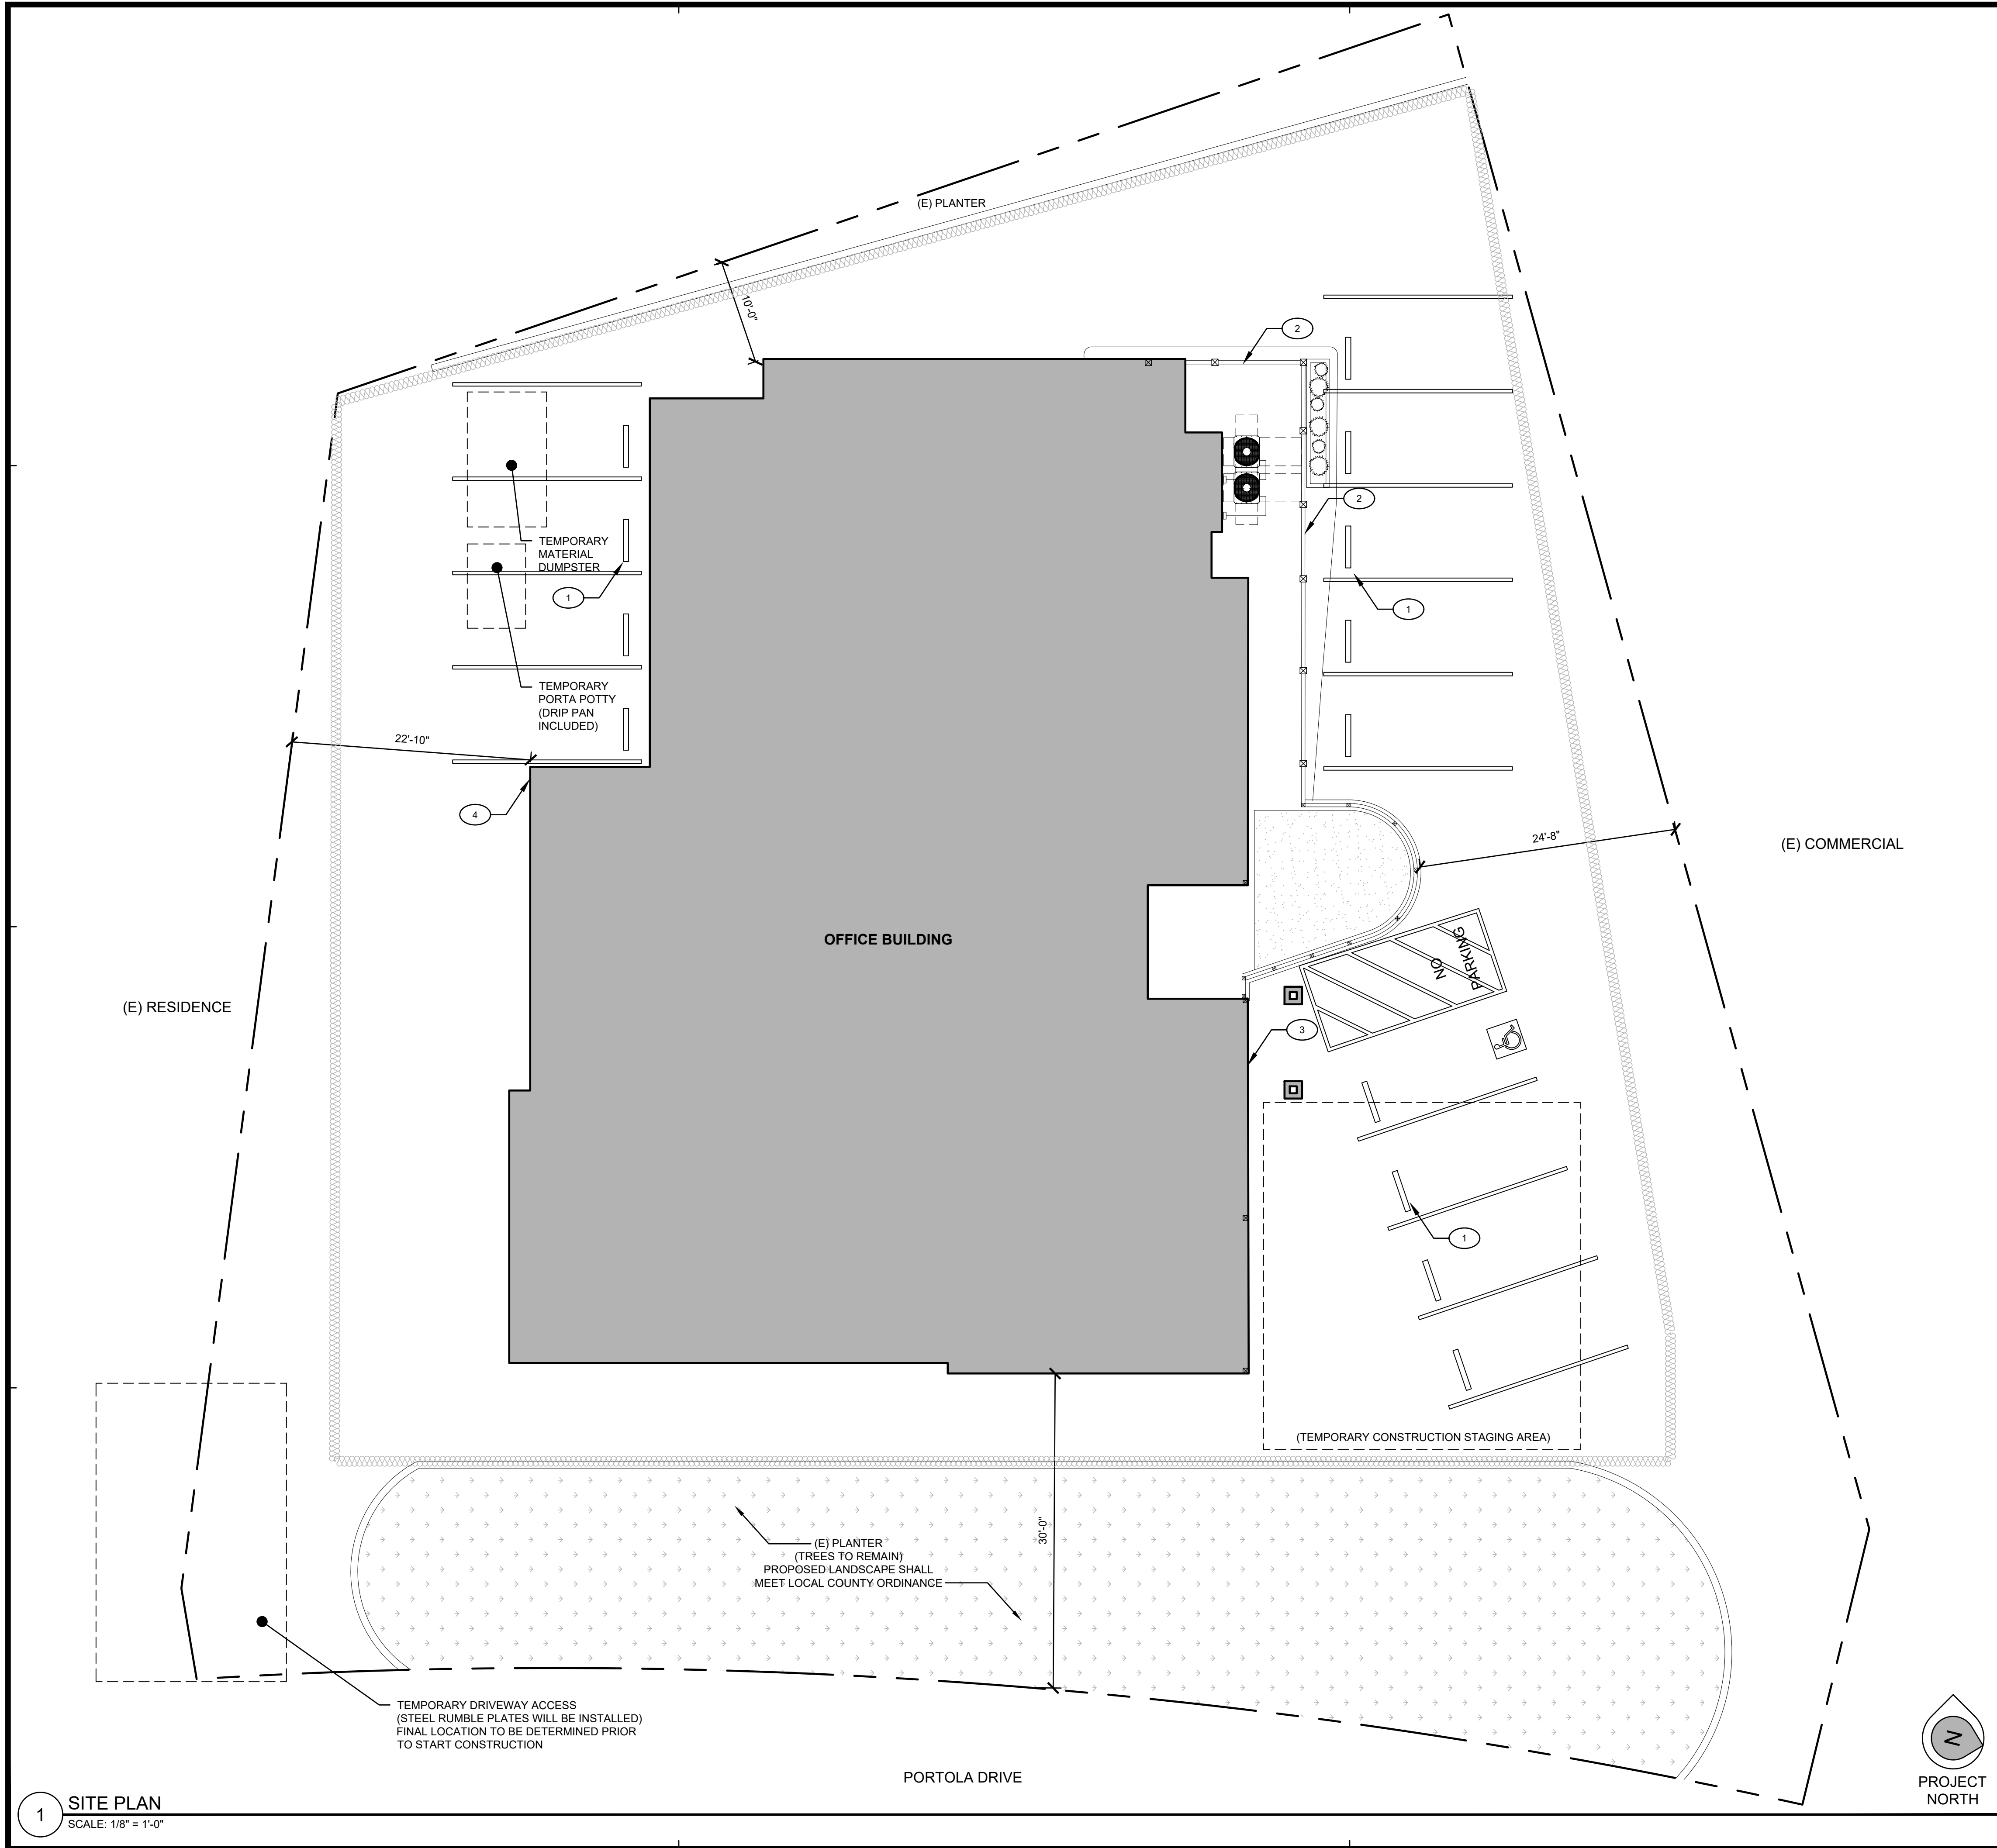 (E) PLANTER
10'-0"
2
2
TEMPORARY
MATERIAL
DUMPSTER
1
1
TEMPORARY
PORTA POTTY
(DRIP PAN
INCLUDED)
22'-10"
4
24'-8"
(E) COMMERCIAL
OFFICE BUILDING
NO
PARKING
(E) RESIDENCE
3
1
(TEMPORARY CONSTRUCTION STAGING AREA)
30'-0"
(E) PLANTER
(TREES TO REMAIN)
PROPOSED LANDSCAPE SHALL
MEET LOCAL COUNTY ORDINANCE
TEMPORARY DRIVEWAY ACCESS
(STEEL RUMBLE PLATES WILL BE INSTALLED)
FINAL LOCATION TO BE DETERMINED PRIOR
TO START CONSTRUCTION
PORTOLA DRIVE
N
PROJECT
NORTH
1
SITE PLAN
SCALE: 1/8" = 1'-0"